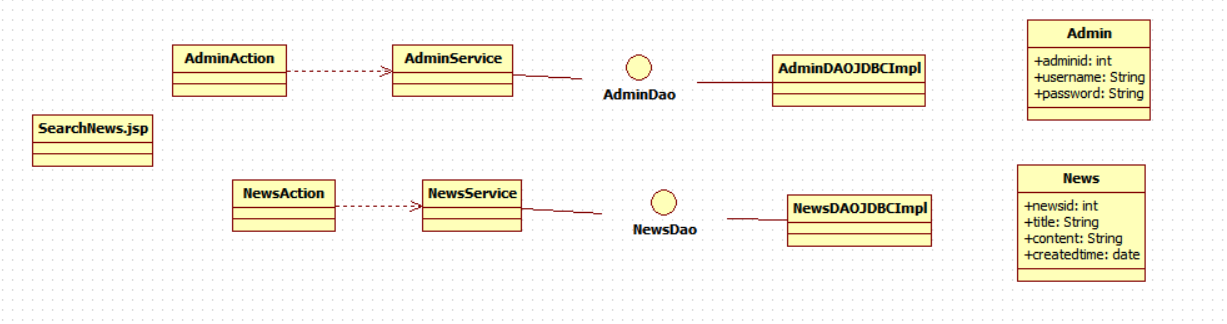 AdminAction
AdminService
AdminDao
AdminDAOJDBCImpl
Admin
+adminid: int
+username: String
+password: String
SearchNews.jsp
NewsAction
NewsService
NewsDao
NewsDAOJDBCImpl
News
+newsid: int
+title: String
+content: String
+createdtime: date